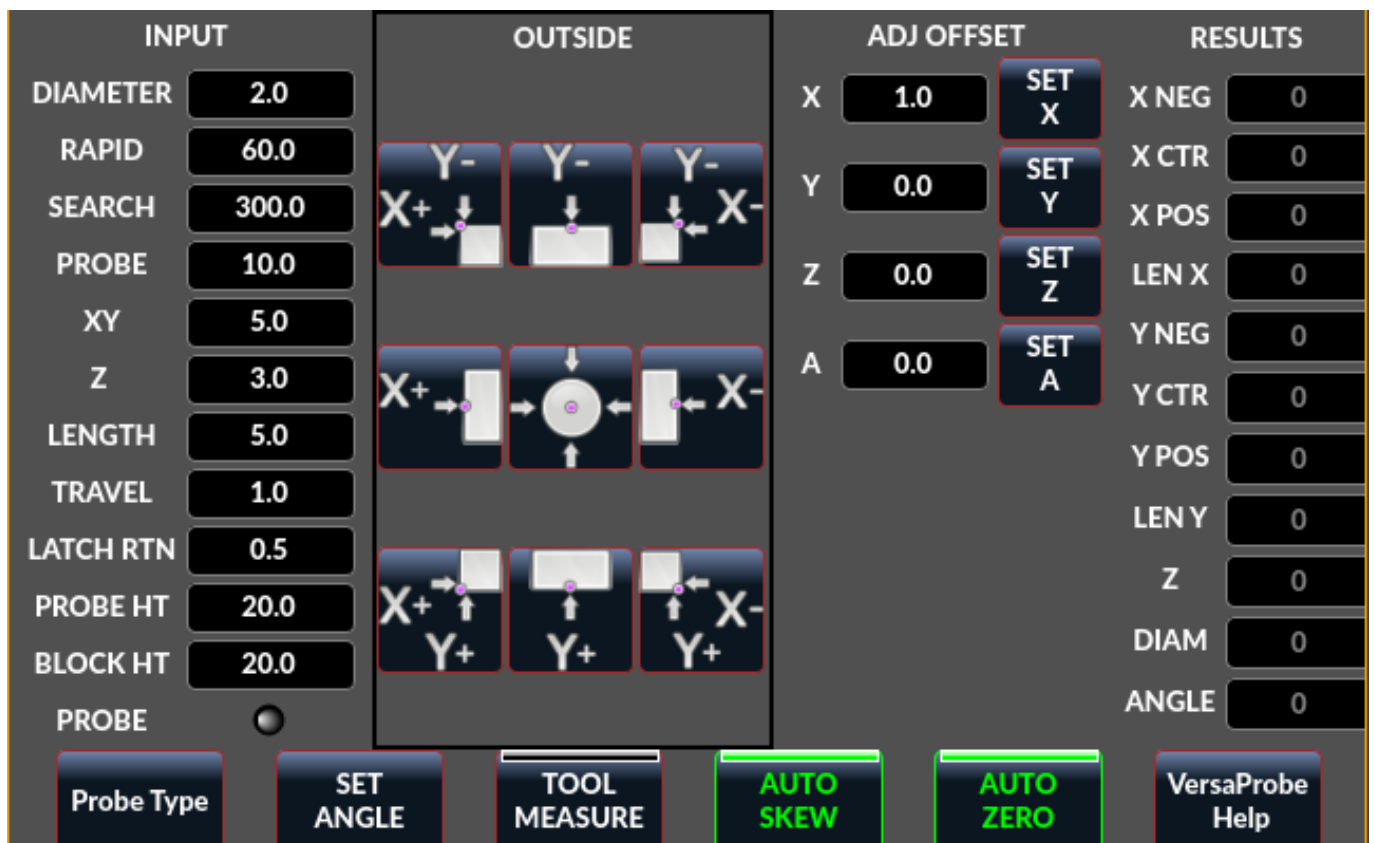 INPUT
DIAMETER 2.0
RAPID 60.0
SEARCH 300.0
PROBE 10.0
XY 5.0
Z 3.0
LENGTH 5.0
TRAVEL 1.0
LATCH RTN 0.5
PROBE HT 20.0
BLOCK HT 20.0
PROBE
OUTSIDE
Y-
X+
Y-
Y-
X-
X+
X-
X+
Y+
Y+
X-
Y+
ADJ OFFSET
X 1.0
SET
X
Y 0.0
SET
Y
Z 0.0
SET
Z
A 0.0
SET
A
RESULTS
X NEG 0
X CTR 0
X POS 0
LEN X 0
Y NEG 0
Y CTR 0
Y POS 0
LEN Y 0
Z 0
DIAM 0
ANGLE 0
Probe Type
SET
ANGLE
TOOL
MEASURE
AUTO
SKEW
AUTO
ZERO
VersaProbe
Help